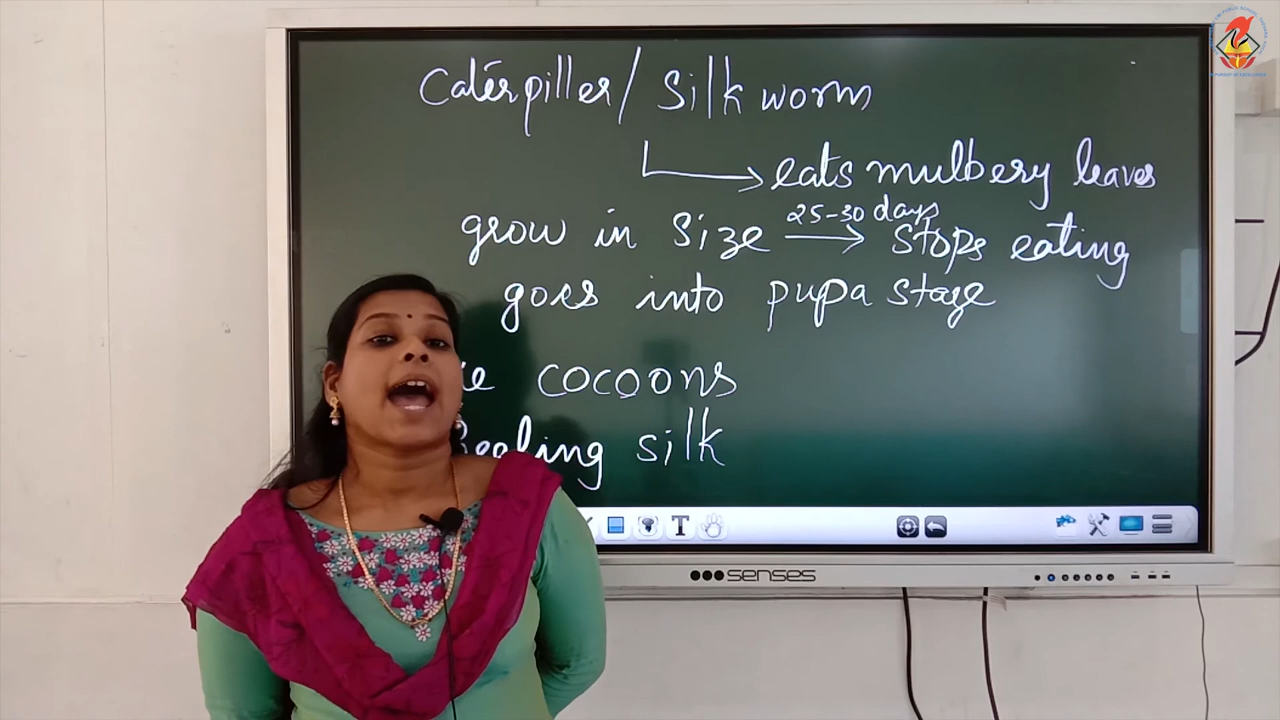 Caterpiller/ Silk worm
eats mulbery leaves
grow in size 25-30 days stops eating
goes into pupa stage
cocoons
Reeling silk
T
senses